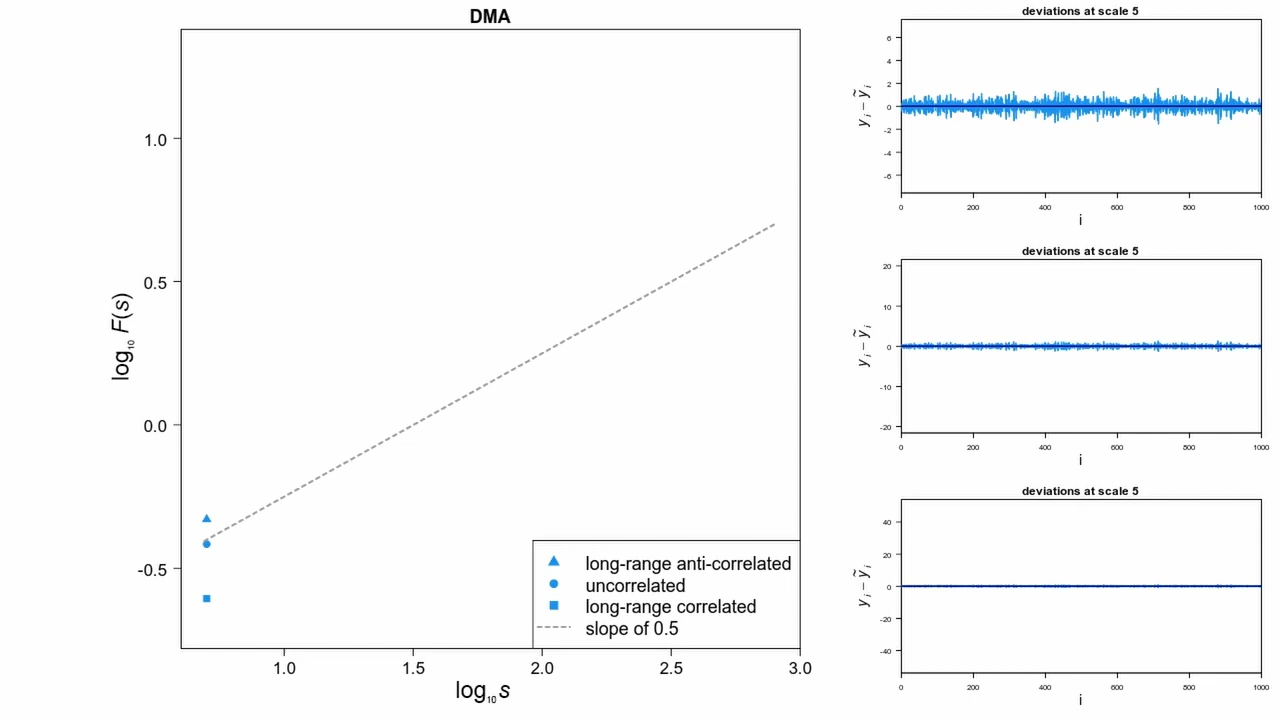 DMA
1.0
0.5
0.0
-0.5
log₁₀ F(s)
1.0 1.5 2.0 2.5 3.0
log₁₀ s
long-range anti-correlated
uncorrelated
long-range correlated
slope of 0.5
deviations at scale 5
6
4
2
0
-2
-4
-6
y i − ỹ i
0 200 400 600 800 1000
i
deviations at scale 5
20
10
0
-10
-20
y i − ỹ i
0 200 400 600 800 1000
i
deviations at scale 5
40
20
0
-20
-40
y i − ỹ i
0 200 400 600 800 1000
i